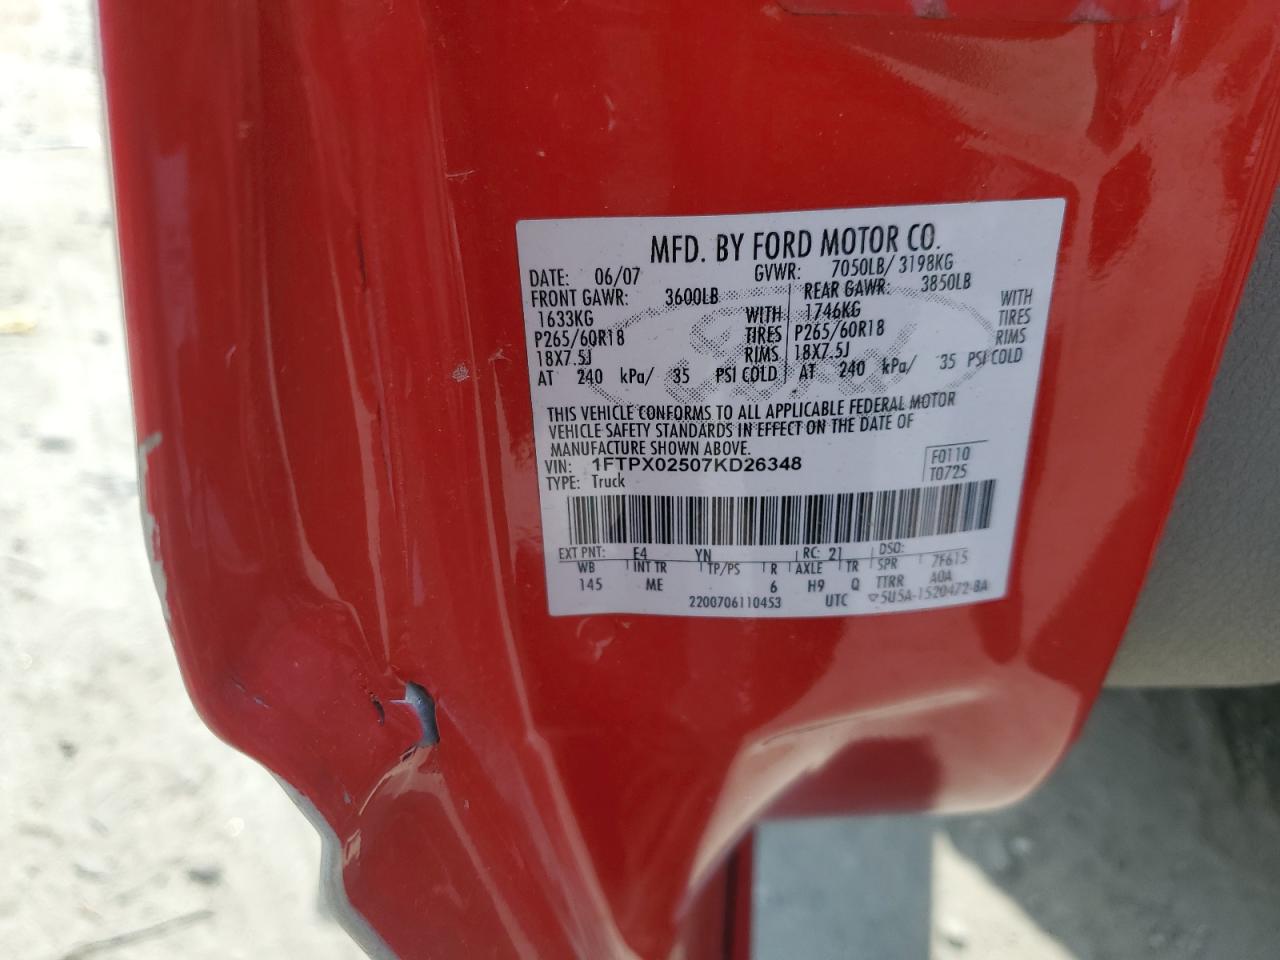 MFD. BY FORD MOTOR CO.
DATE: 06/07 GVWR: 7050LB/ 3198KG
FRONT GAWR: 3600LB REAR GAWR: 3850LB
1633KG WITH 1746KG WITH
P265/60R18 TIRES P265/60R18 TIRES
18X7.5J RIMS 18X7.5J RIMS
AT 240 kPa/ 35 PSI COLD AT 240 kPa/ 35 PSI COLD
THIS VEHICLE CONFORMS TO ALL APPLICABLE FEDERAL MOTOR
VEHICLE SAFETY STANDARDS IN EFFECT ON THE DATE OF
MANUFACTURE SHOWN ABOVE.
VIN: 1FTPX02507KD26348 F0110
TYPE: Truck T0725
EXT PNT: E4 YN RC: 21 DSO:
WB INT TR TP/PS R AXLE TR SPR 7F615
145 ME 6 H9 Q TTRR A0A
2200706110453 UTC 5U5A-1520472-BA
Ford